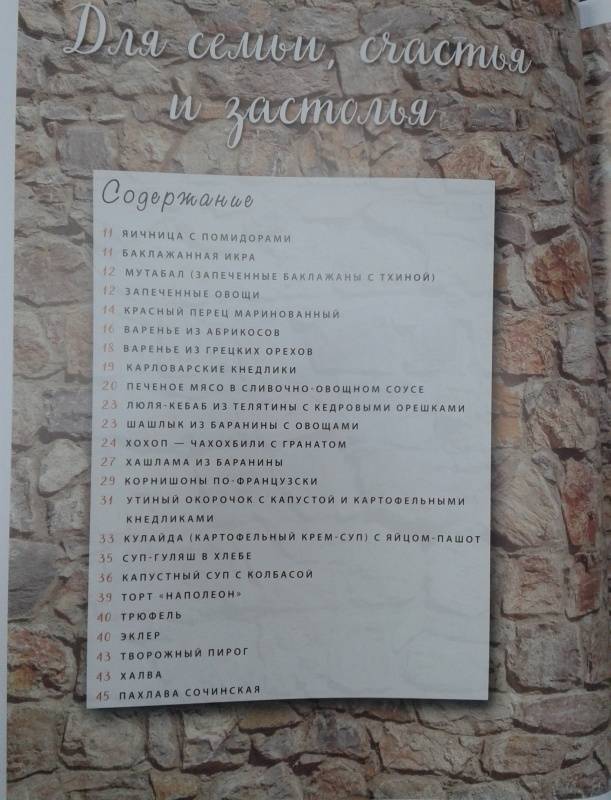 Для семьи, счастья
и застолья
Содержание
11 ЯИЧНИЦА С ПОМИДОРАМИ
11 БАКЛАЖАННАЯ ИКРА
12 МУТАБАЛ (ЗАПЕЧЕННЫЕ БАКЛАЖАНЫ С ТХИНОЙ)
12 ЗАПЕЧЕННЫЕ ОВОЩИ
14 КРАСНЫЙ ПЕРЕЦ МАРИНОВАННЫЙ
16 ВАРЕНЬЕ ИЗ АБРИКОСОВ
18 ВАРЕНЬЕ ИЗ ГРЕЦКИХ ОРЕХОВ
19 КАРЛОВАРСКИЕ КНЕДЛИКИ
20 ПЕЧЕНОЕ МЯСО В СЛИВОЧНО-ОВОЩНОМ СОУСЕ
23 ЛЮЛЯ-КЕБАБ ИЗ ТЕЛЯТИНЫ С КЕДРОВЫМИ ОРЕШКАМИ
23 ШАШЛЫК ИЗ БАРАНИНЫ С ОВОЩАМИ
24 ХОХОП — ЧАХОХБИЛИ С ГРАНАТОМ
27 ХАШЛАМА ИЗ БАРАНИНЫ
29 КОРНИШОНЫ ПО-ФРАНЦУЗСКИ
31 УТИНЫЙ ОКОРОЧОК С КАПУСТОЙ И КАРТОФЕЛЬНЫМИ
КНЕДЛИКАМИ
33 КУЛАЙДА (КАРТОФЕЛЬНЫЙ КРЕМ-СУП) С ЯЙЦОМ-ПАШОТ
35 СУП-ГУЛЯШ В ХЛЕБЕ
36 КАПУСТНЫЙ СУП С КОЛБАСОЙ
39 ТОРТ «НАПОЛЕОН»
40 ТРЮФЕЛЬ
40 ЭКЛЕР
43 ТВОРОЖНЫЙ ПИРОГ
43 ХАЛВА
45 ПАХЛАВА СОЧИНСКАЯ